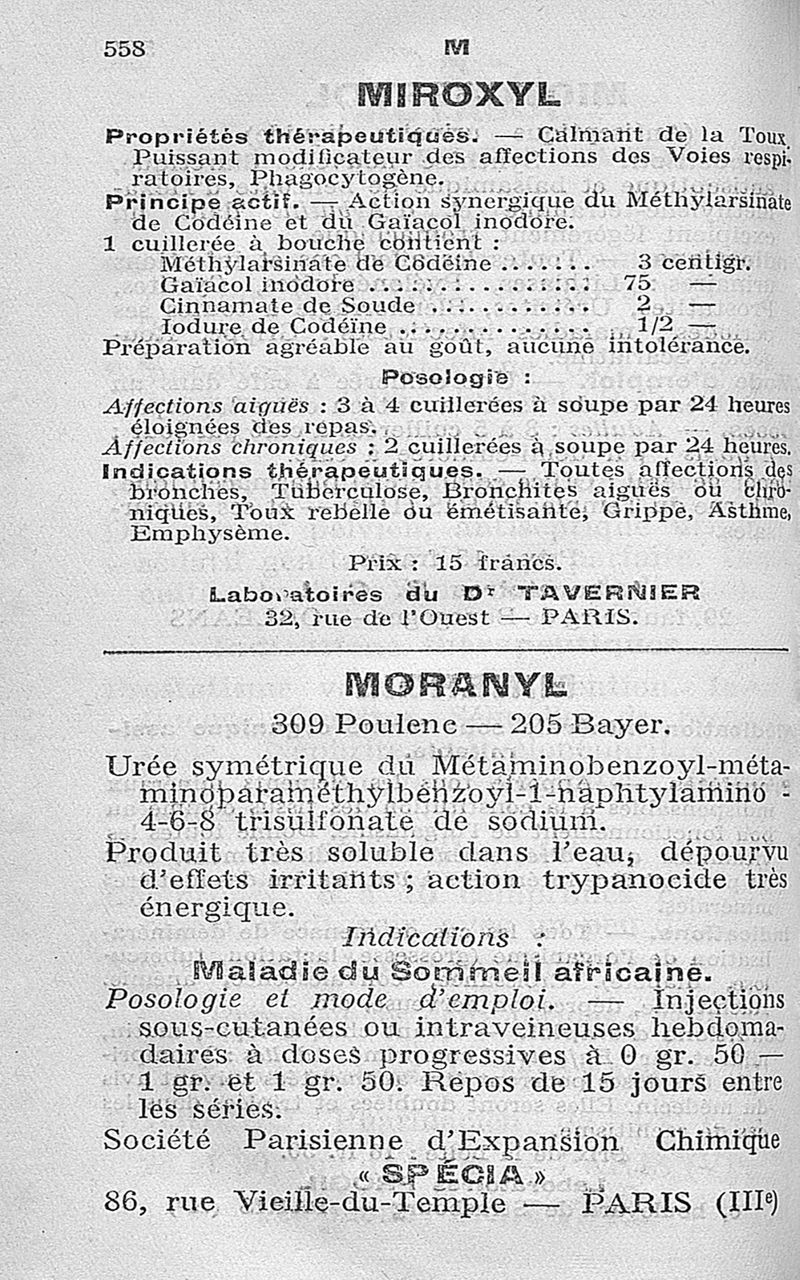 558
M
MIROXYL
Propriétés thérapeutiques. — Calmant de la Toux.
Puissant modificateur des affections des Voies respi-
ratoires, Phagocytogène.
Principe actif. — Action synergique du Méthylarsinate
de Codéine et du Gaïacol inodore.
1 cuillerée à bouche contient :
Méthylarsinate de Codéine ....... 3 centigr.
Gaïacol inodore ................ 75 —
Cinnamate de Soude ............. 2 —
Iodure de Codéïne .............. 1/2 —
Préparation agréable au goût, aucune intolérance.
Posologie :
Affections aiguës : 3 à 4 cuillerées à soupe par 24 heures
éloignées des repas.
Affections chroniques : 2 cuillerées à soupe par 24 heures.
Indications thérapeutiques. — Toutes affections des
bronches, Tuberculose, Bronchites aiguës ou chro-
niques, Toux rebelle ou émétisante, Grippe, Asthme,
Emphysème.
Prix : 15 francs.
Laboratoires du Dr TAVERNIER
32, rue de l'Ouest — PARIS.
MORANYL
309 Poulenc — 205 Bayer.
Urée symétrique du Métaminobenzoyl-méta-
minoparaméthylbenzoyl-1-naphtylamino -
4-6-8 trisulfonate de sodium.
Produit très soluble dans l'eau, dépourvu
d'effets irritants ; action trypanocide très
énergique.
Indications :
Maladie du Sommeil africaine.
Posologie et mode d'emploi. — Injections
sous-cutanées ou intraveineuses hebdoma-
daires à doses progressives à 0 gr. 50 —
1 gr. et 1 gr. 50. Repos de 15 jours entre
les séries.
Société Parisienne d'Expansion Chimique
« SPÉCIA »
86, rue Vieille-du-Temple — PARIS (IIIe)